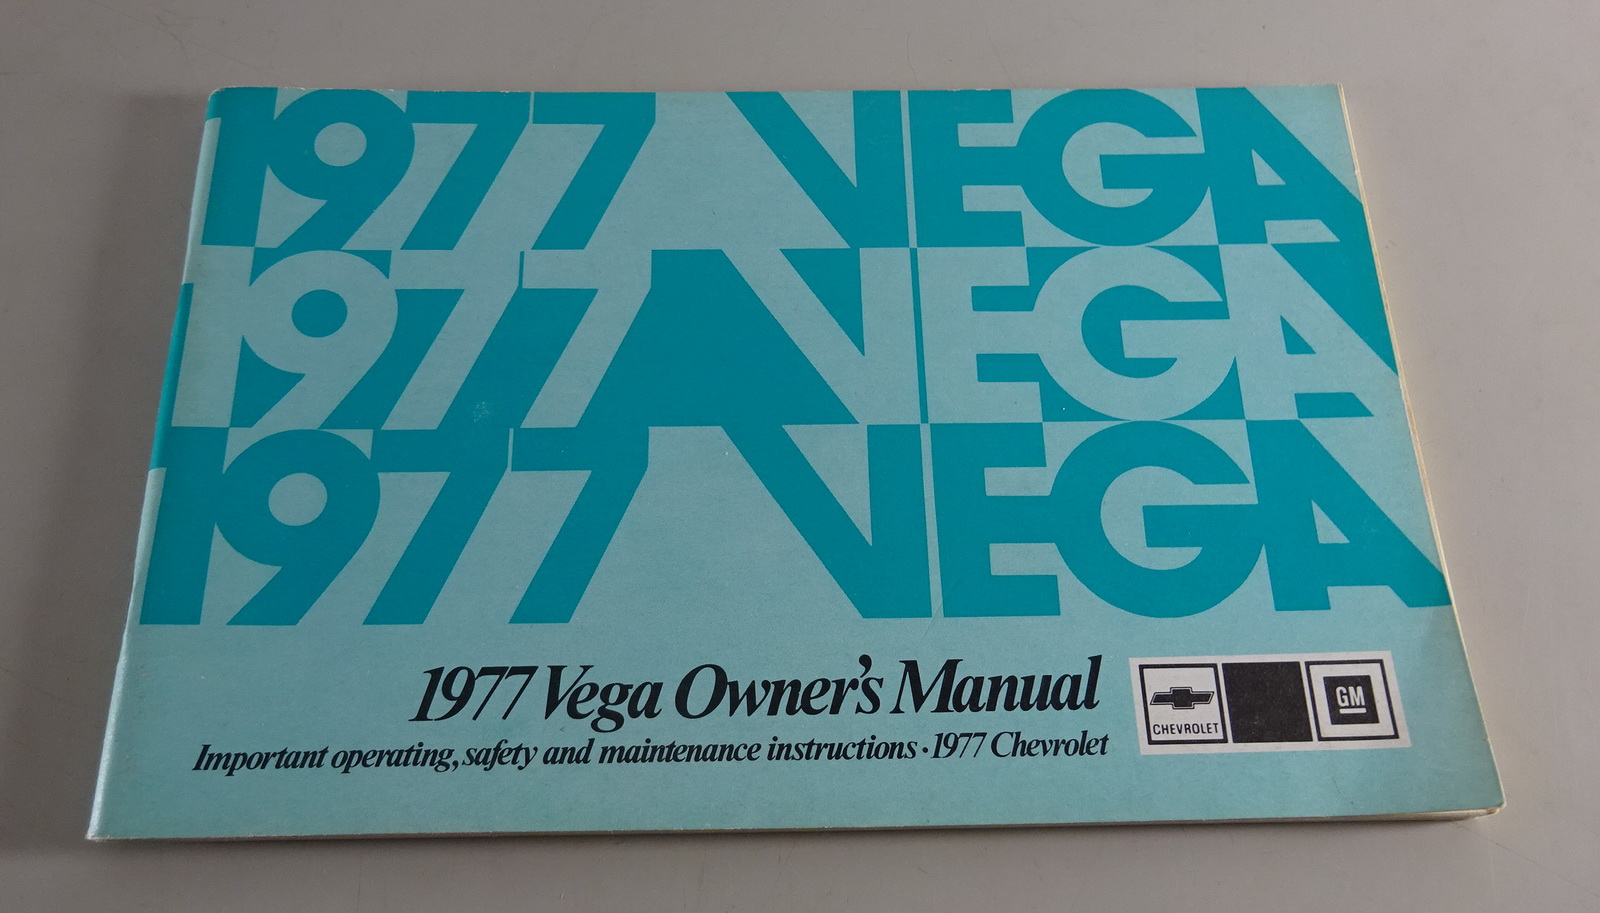 1977 VEGA
1977 VEGA
1977 VEGA
1977 Vega Owner's Manual
Important operating, safety and maintenance instructions · 1977 Chevrolet
CHEVROLET
GM